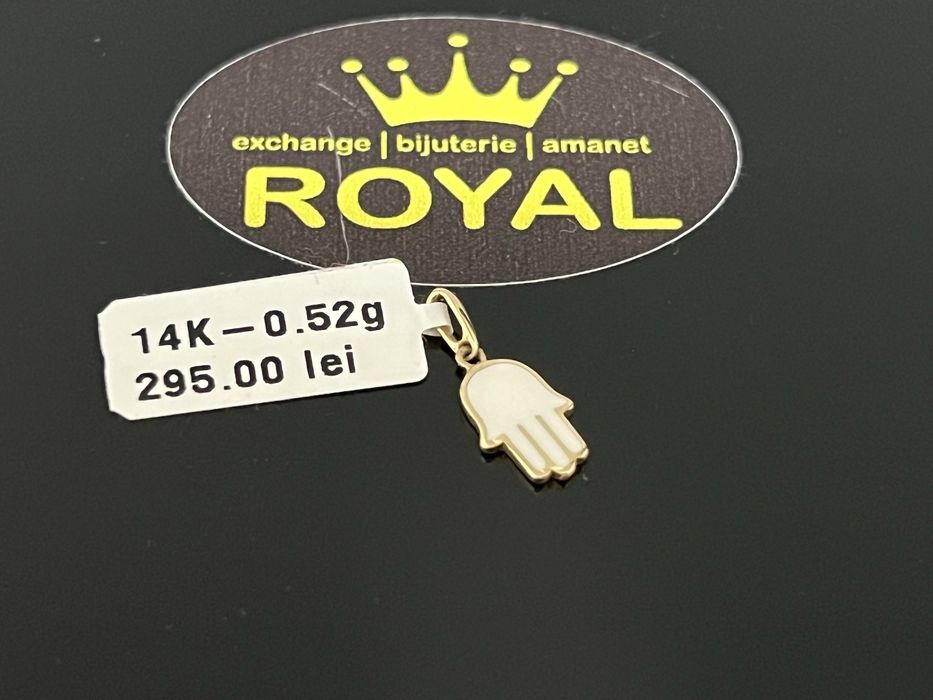 exchange | bijuterie | amanet
ROYAL
14K-0.52g
295.00 lei